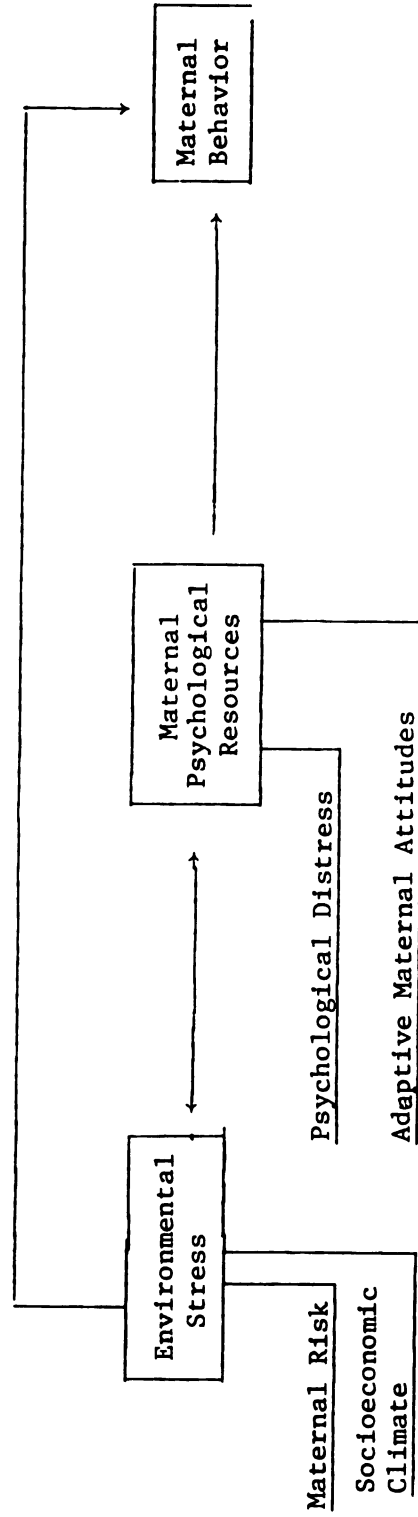 Environmental
Stress
Maternal Risk
Socioeconomic
Climate
Maternal
Psychological
Resources
Psychological Distress
Adaptive Maternal Attitudes
Maternal
Behavior